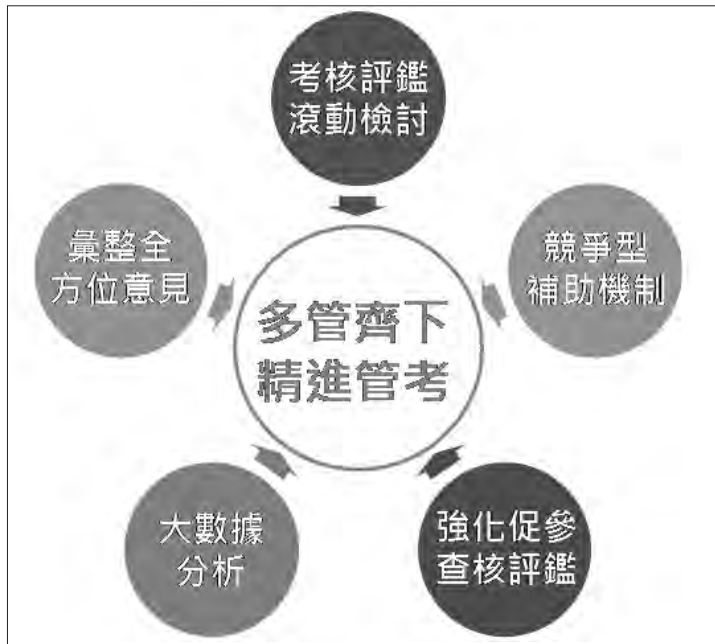 考核評鑑
滾動檢討
彙整全
方位意見
競爭型
補助機制
多管齊下
精進管考
大數據
分析
強化促參
查核評鑑